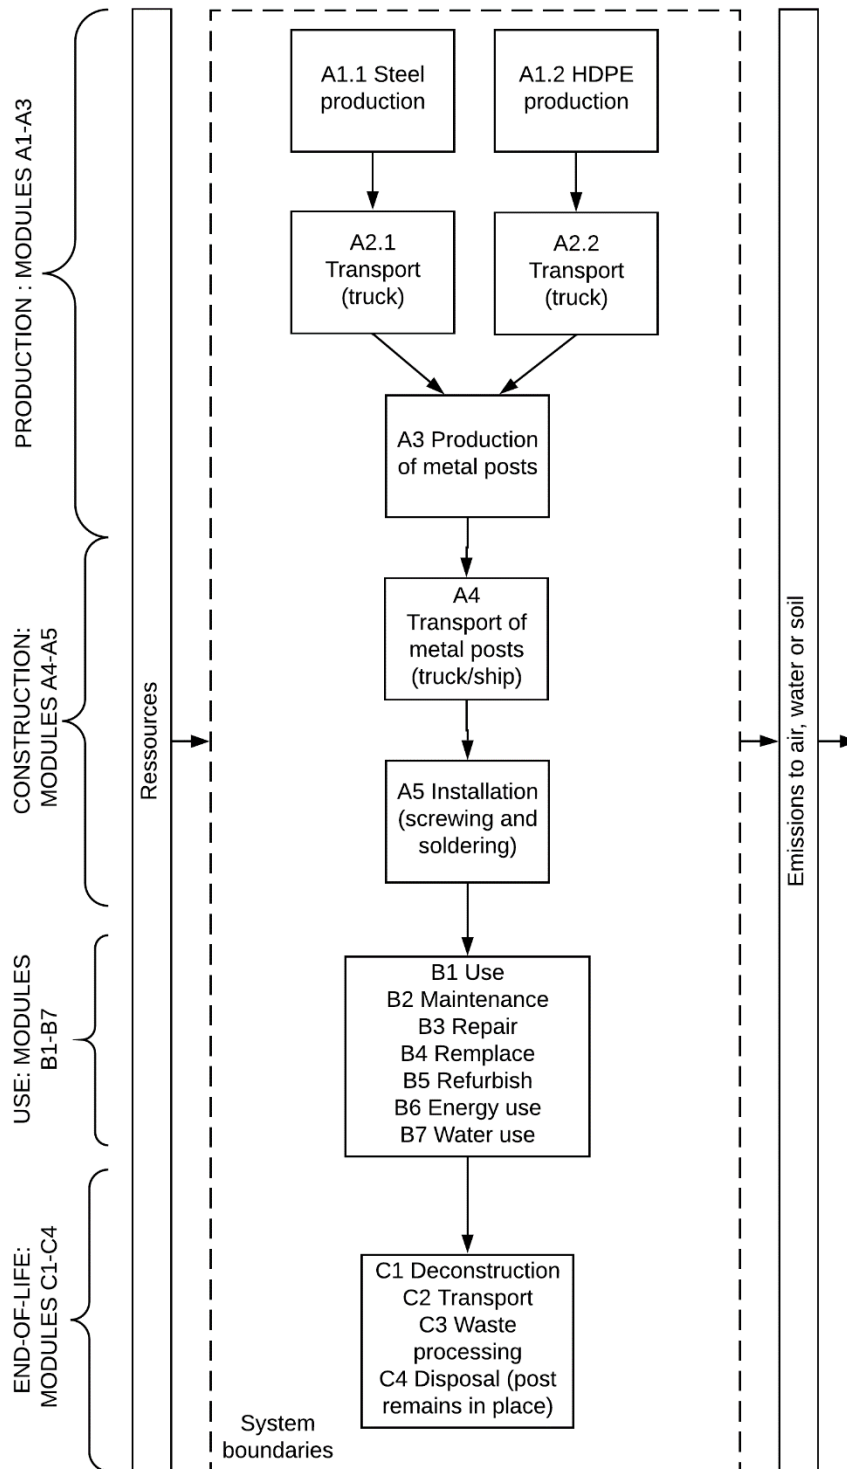 PRODUCTION : MODULES A1-A3
CONSTRUCTION:
MODULES A4-A5
USE: MODULES
B1-B7
END-OF-LIFE:
MODULES C1-C4
Ressources
A1.1 Steel
production
A1.2 HDPE
production
A2.1
Transport
(truck)
A2.2
Transport
(truck)
A3 Production
of metal posts
A4
Transport of
metal posts
(truck/ship)
A5 Installation
(screwing and
soldering)
B1 Use
B2 Maintenance
B3 Repair
B4 Remplace
B5 Refurbish
B6 Energy use
B7 Water use
C1 Deconstruction
C2 Transport
C3 Waste
processing
C4 Disposal (post
remains in place)
System
boundaries
Emissions to air, water or soil